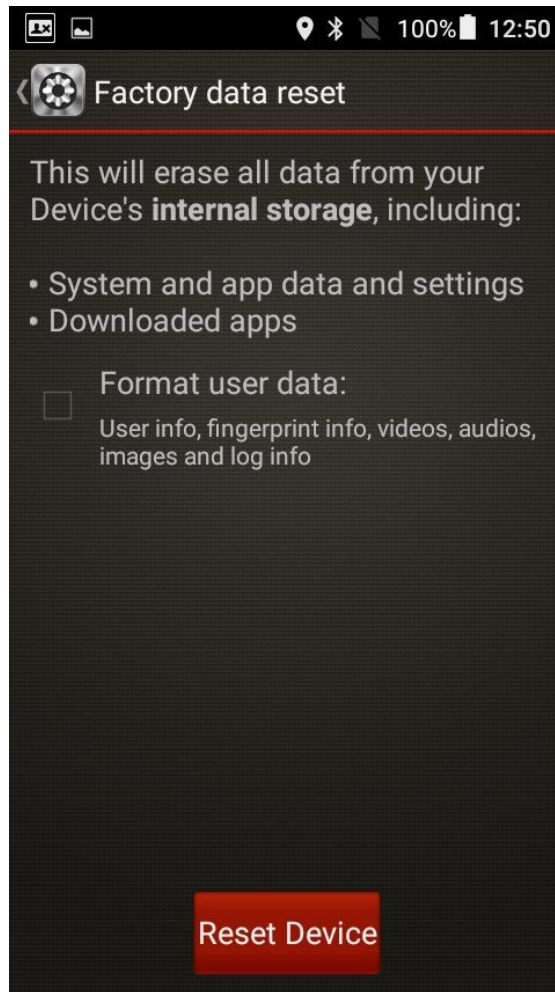 100% 12:50
Factory data reset
This will erase all data from your
Device's internal storage, including:
• System and app data and settings
• Downloaded apps
Format user data:
User info, fingerprint info, videos, audios,
images and log info
Reset Device